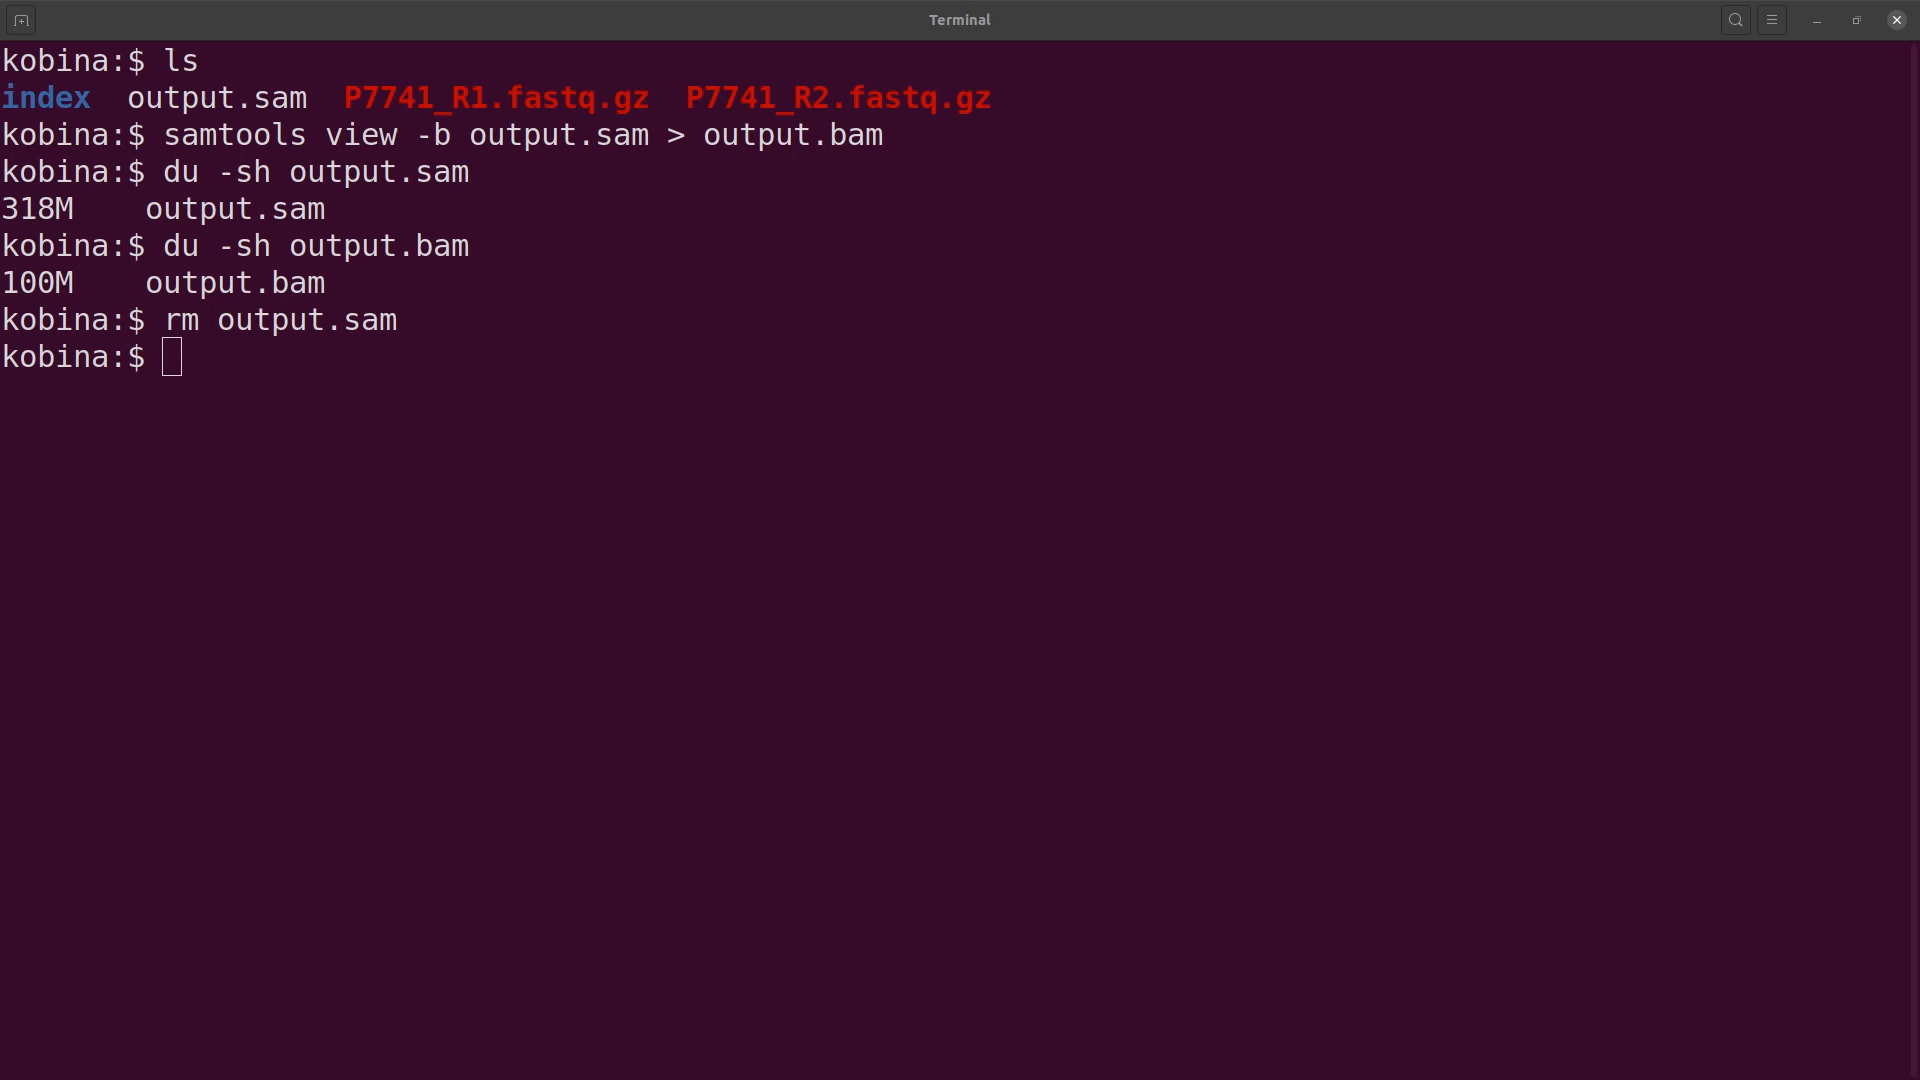 Terminal
kobina:$ ls
index  output.sam  P7741_R1.fastq.gz  P7741_R2.fastq.gz
kobina:$ samtools view -b output.sam > output.bam
kobina:$ du -sh output.sam
318M    output.sam
kobina:$ du -sh output.bam
100M    output.bam
kobina:$ rm output.sam
kobina:$